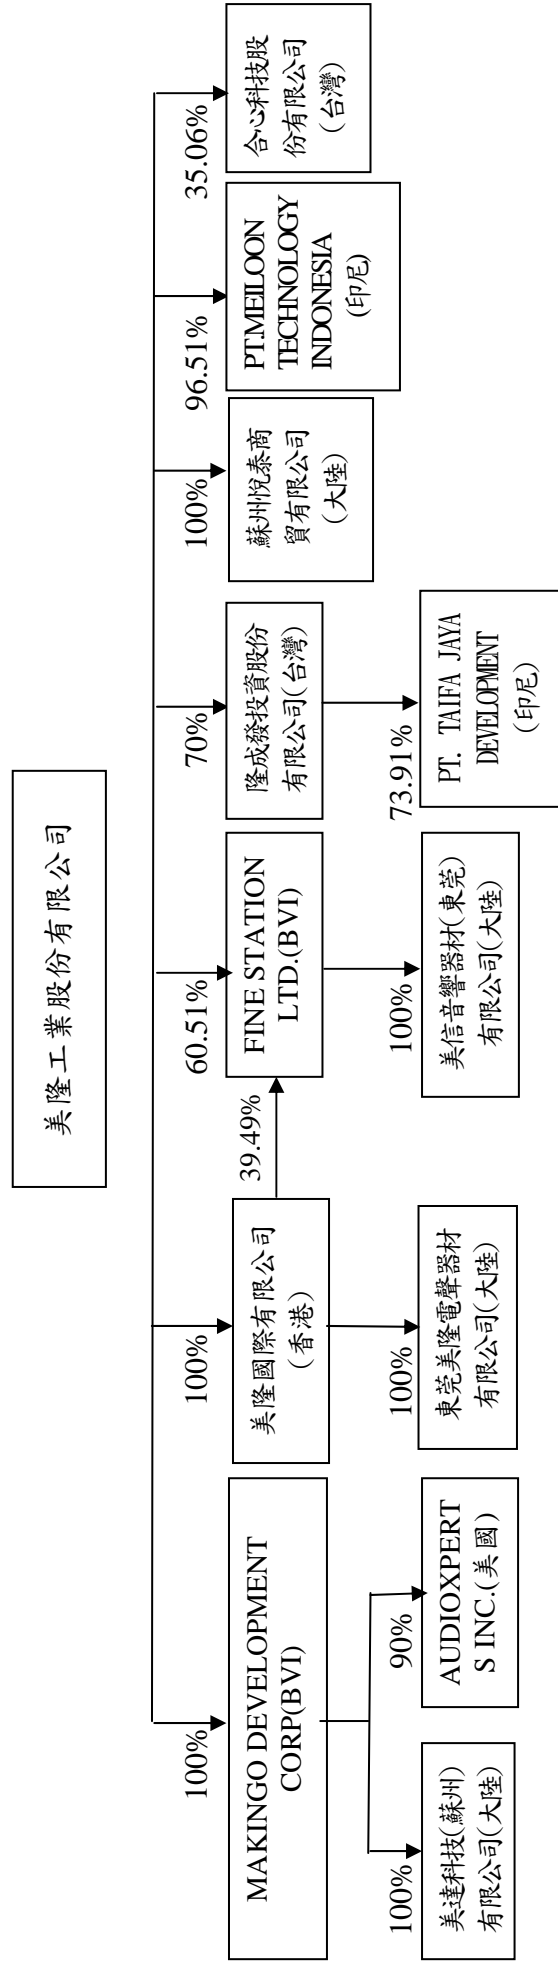 美隆工業股份有限公司
100%
100%
60.51%
70%
100%
96.51%
35.06%
MAKINGO DEVELOPMENT
CORP(BVI)
美隆國際有限公司
(香港)
39.49%
FINE STATION
LTD.(BVI)
隆成發投資股份
有限公司(台灣)
蘇州悅泰商
貿有限公司
(大陸)
PT.MEILOON
TECHNOLOGY
INDONESIA
(印尼)
合心科技股
份有限公司
(台灣)
100%
90%
100%
100%
73.91%
美達科技(蘇州)
有限公司(大陸)
AUDIOXPERT
S INC.(美國)
東莞美隆電聲器材
有限公司(大陸)
美信音響器材(東莞)
有限公司(大陸)
PT. TAIFA JAYA
DEVELOPMENT
(印尼)